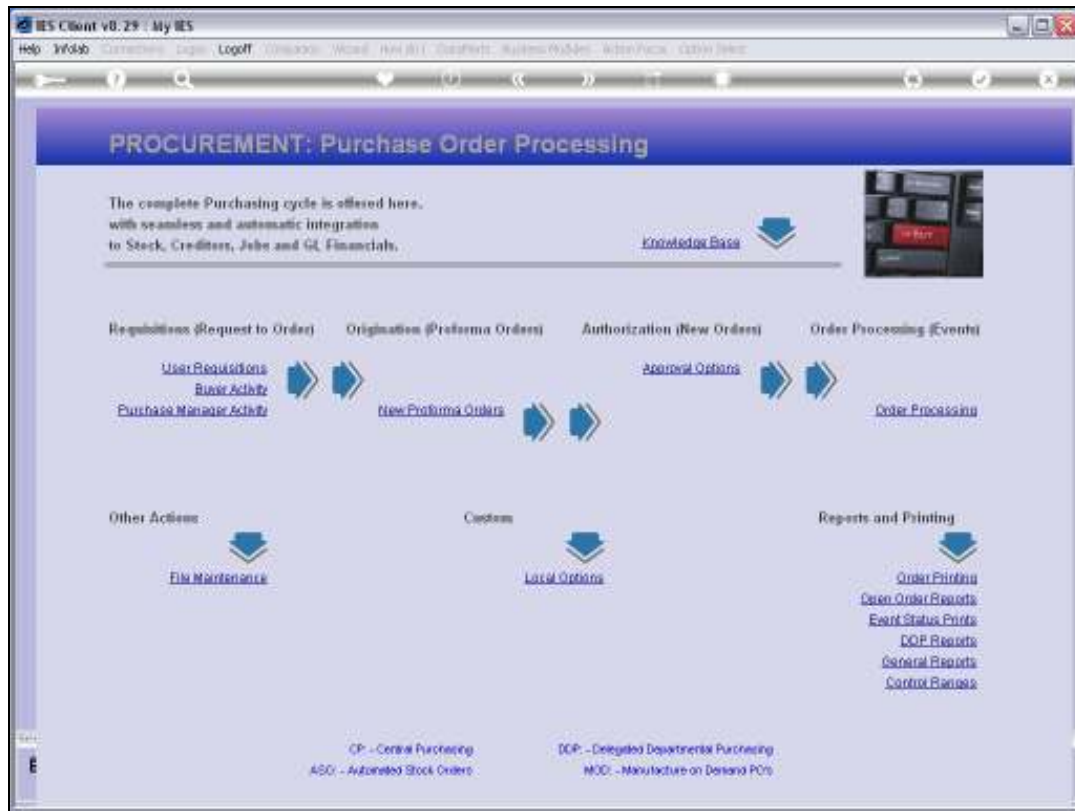 IES Client v8.29 : My IES
Help Infolab Logoff
PROCUREMENT: Purchase Order Processing
The complete Purchasing cycle is offered here.
with seamless and automatic integration
to Stock, Creditors, Jobs and GL Financials.
Knowledge Base
Requisitions (Request to Order) Origination (Proforma Orders) Authorization (New Orders) Order Processing (Events)
User Requisitions Approval Options
Buyer Activity
Purchase Manager Activity New Proforma Orders Order Processing
Other Actions Custom Reports and Printing
File Maintenance Local Options Order Printing
Open Order Reports
Event Status Prints
DDP Reports
General Reports
Control Ranges
CP: - Central Purchasing DDP: - Delegated Departmental Purchasing
ASO: - Automated Stock Orders MOD: - Manufacture on Demand PO's